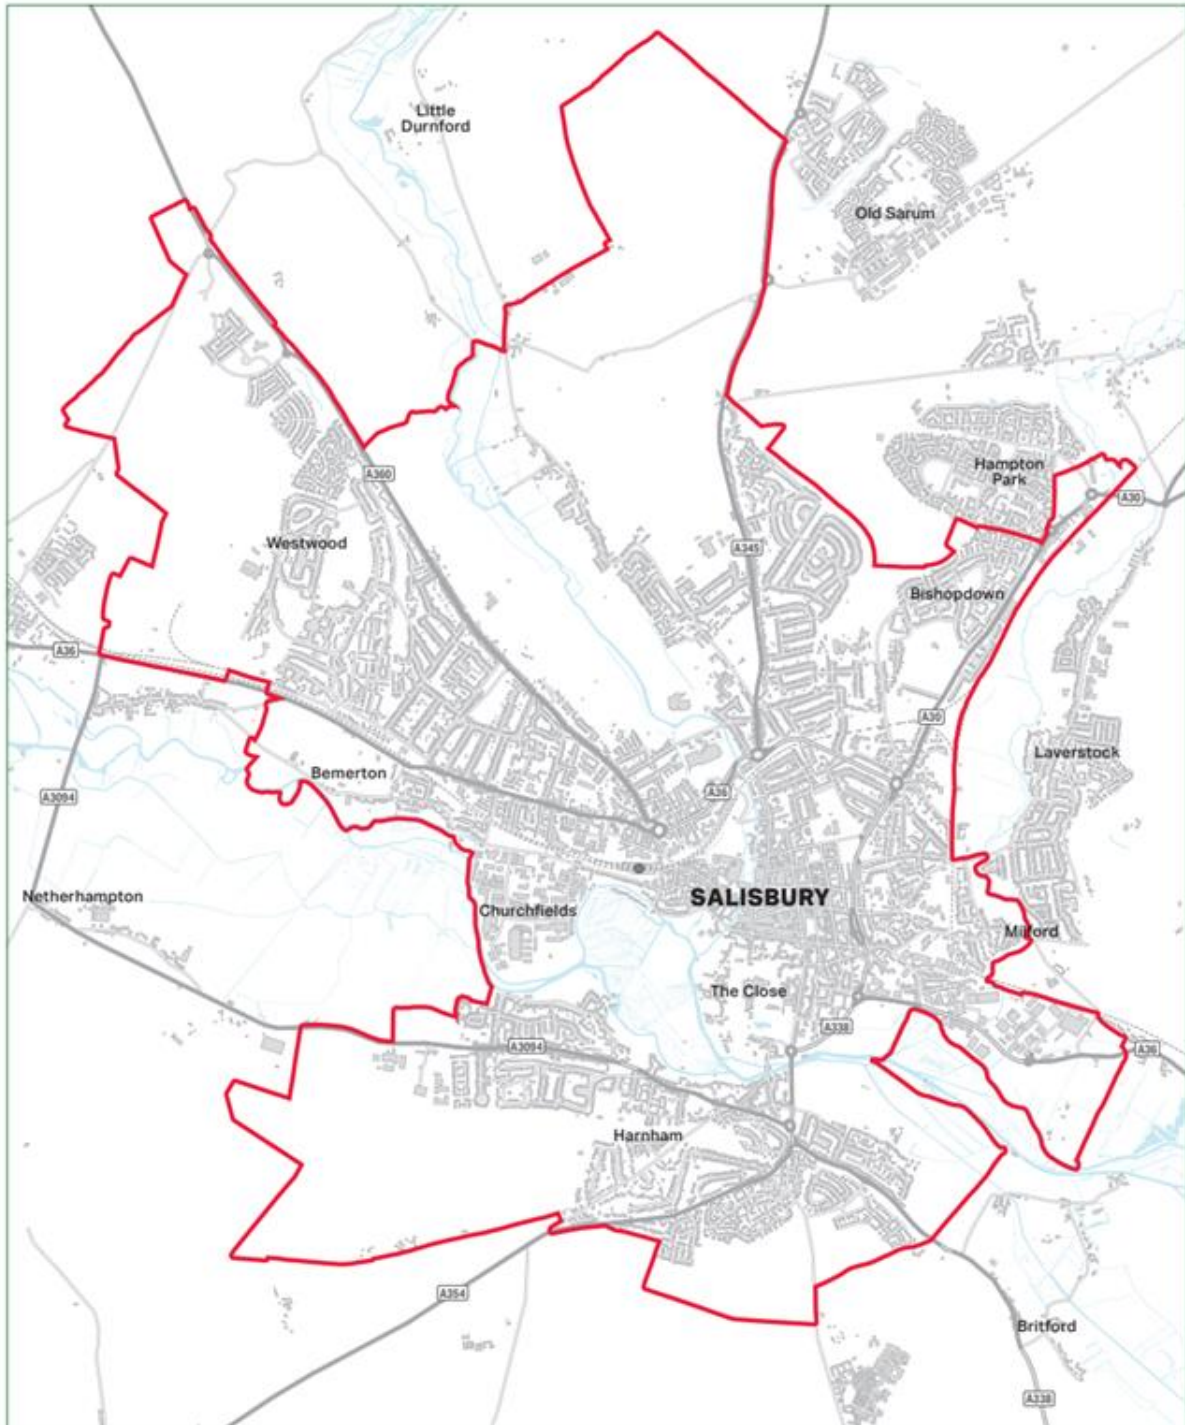 Little
Durnford
Old Sarum
Hampton
Park
A360
A30
Westwood
A345
Bishopdown
A36
A30
Laverstock
Bemerton
A3094
A36
Netherhampton
SALISBURY
Churchfields
Milford
The Close
A338
A3094
A36
Harnham
A354
Britford
A338